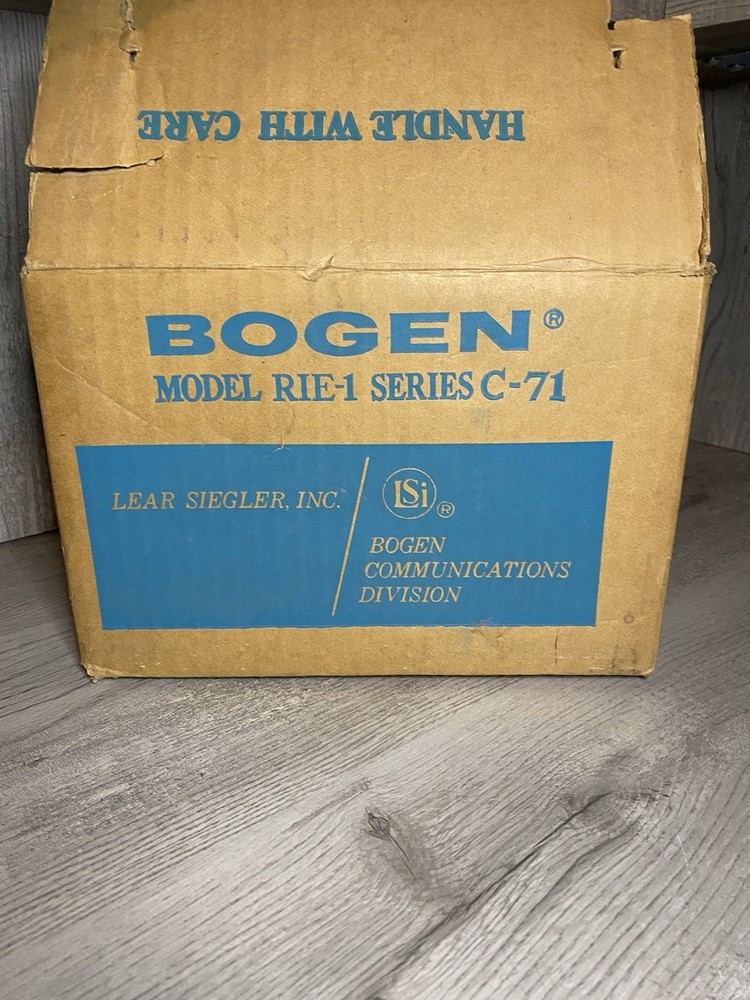 HANDLE WITH CARE
BOGEN®
MODEL RIE-1 SERIES C-71
LEAR SIEGLER, INC.
LSi®
BOGEN
COMMUNICATIONS
DIVISION